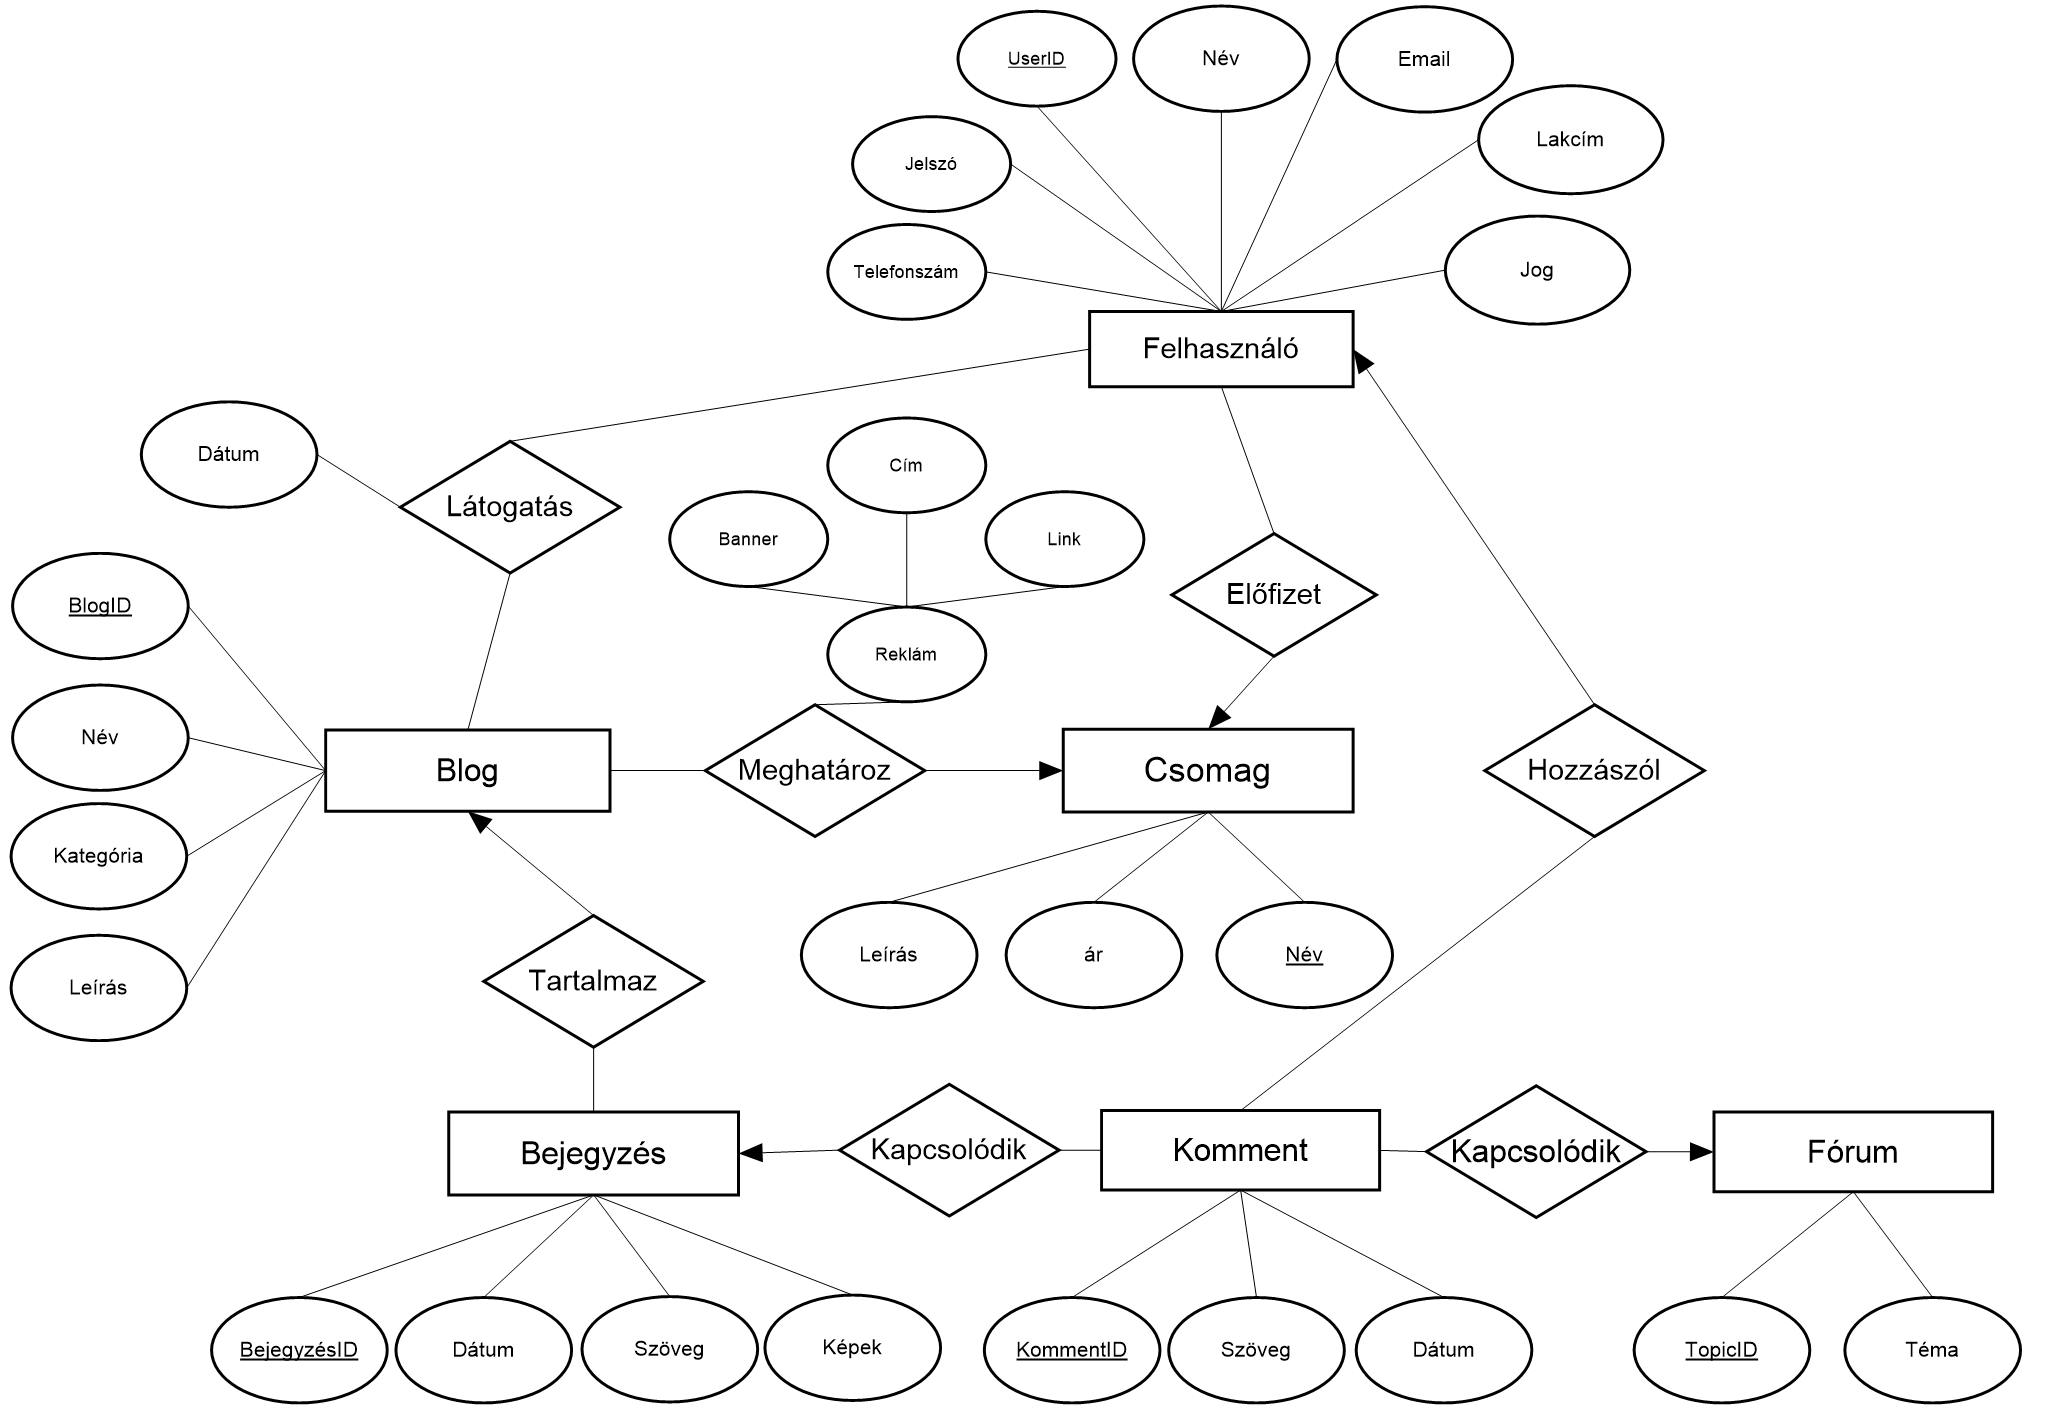 UserID
Név
Email
Lakcím
Jelszó
Telefonszám
Jog
Felhasználó
Dátum
Látogatás
Cím
Banner
Link
Reklám
Előfizet
BlogID
Név
Kategória
Leírás
Blog
Meghatároz
Csomag
Hozzászól
Leírás
ár
Név
Tartalmaz
Bejegyzés
Kapcsolódik
Komment
Kapcsolódik
Fórum
BejegyzésID
Dátum
Szöveg
Képek
KommentID
Szöveg
Dátum
TopicID
Téma